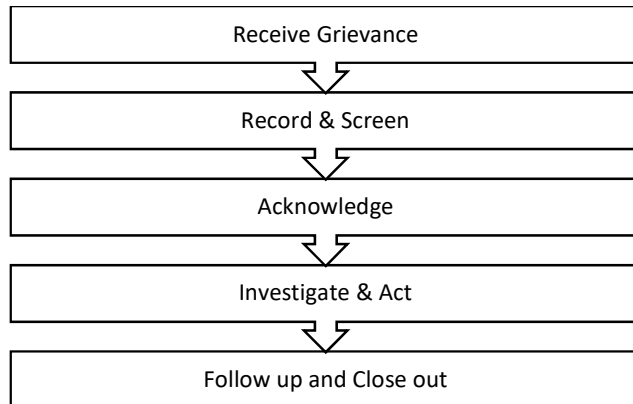 Receive Grievance
Record & Screen
Acknowledge
Investigate & Act
Follow up and Close out